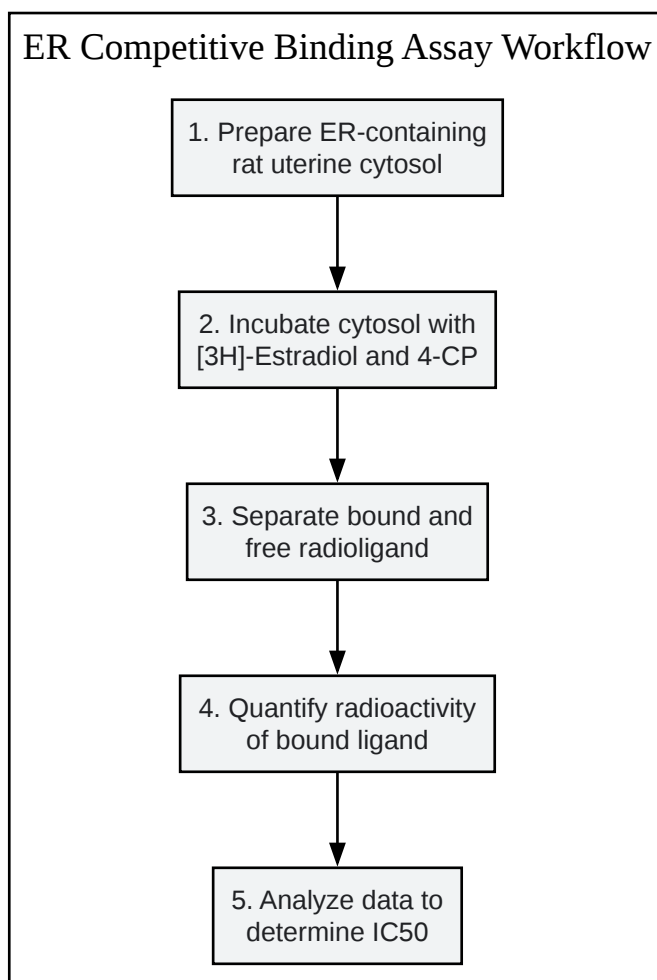 ER Competitive Binding Assay Workflow
1. Prepare ER-containing
rat uterine cytosol
2. Incubate cytosol with
[3H]-Estradiol and 4-CP
3. Separate bound and
free radioligand
4. Quantify radioactivity
of bound ligand
5. Analyze data to
determine IC50